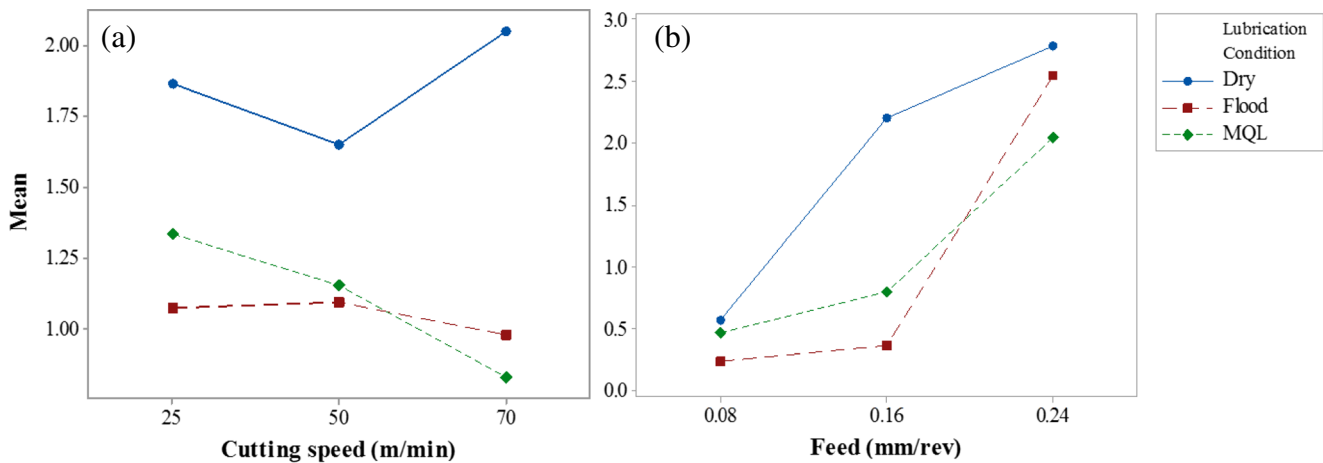 (a)
Mean
2.00
1.75
1.50
1.25
1.00
25 50 70
Cutting speed (m/min)
(b)
3.0
2.5
2.0
1.5
1.0
0.5
0.0
0.08 0.16 0.24
Feed (mm/rev)
Lubrication
Condition
Dry
Flood
MQL